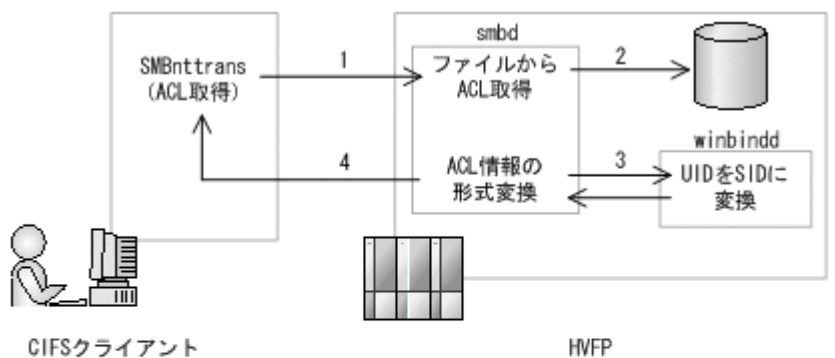 SMBnttrans
(ACL取得)
1
smbd
ファイルから
ACL取得
2
4
ACL情報の
形式変換
3
winbindd
UIDをSIDに
変換
CIFSクライアント
HVFP